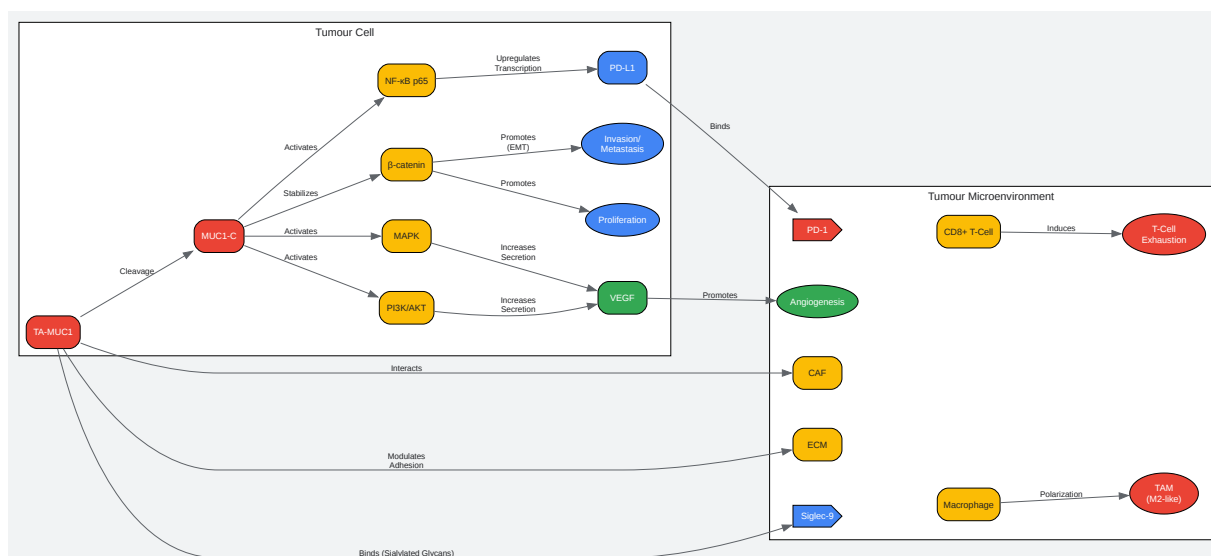 Tumour Cell
NF-κB p65
Upregulates
Transcription
PD-L1
Binds
Activates
β-catenin
Promotes
(EMT)
Invasion/
Metastasis
Stabilizes
Promotes
Proliferation
MUC1-C
Activates
MAPK
Increases
Secretion
Activates
Cleavage
PI3K/AKT
Increases
Secretion
VEGF
Promotes
TA-MUC1
Interacts
Modulates
Adhesion
Binds (Sialylated Glycans)
Tumour Microenvironment
PD-1
CD8+ T-Cell
Induces
T-Cell
Exhaustion
Angiogenesis
CAF
ECM
Siglec-9
Macrophage
Polarization
TAM
(M2-like)